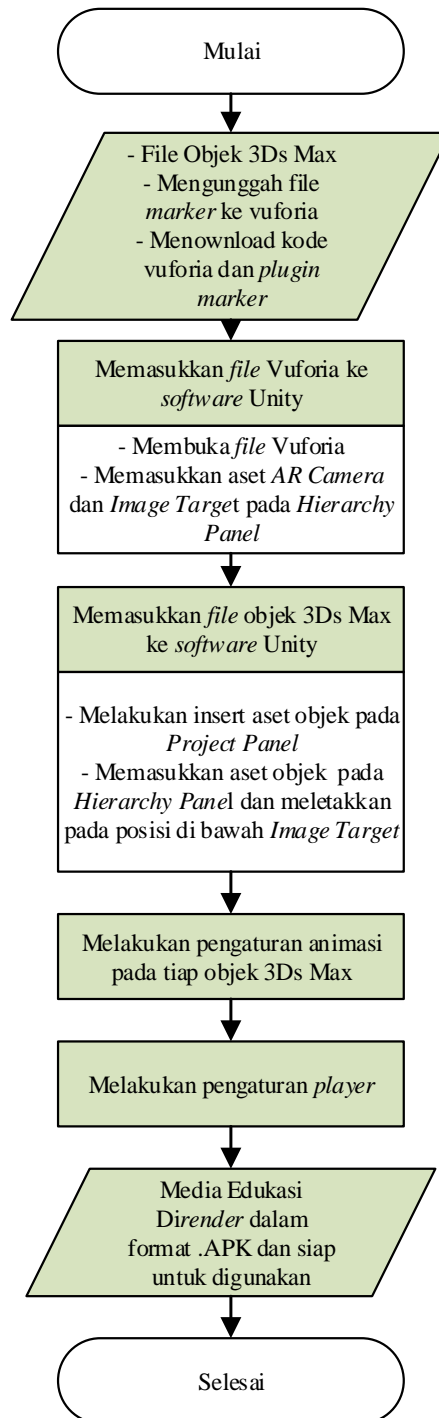 Mulai
- File Objek 3Ds Max
- Mengunggah file
marker ke vuforia
- Menownload kode
vuforia dan plugin
marker
Memasukkan file Vuforia ke
software Unity
- Membuka file Vuforia
- Memasukkan aset AR Camera
dan Image Target pada Hierarchy
Panel
Memasukkan file objek 3Ds Max
ke software Unity
- Melakukan insert aset objek pada
Project Panel
- Memasukkan aset objek pada
Hierarchy Panel dan meletakkan
pada posisi di bawah Image Target
Melakukan pengaturan animasi
pada tiap objek 3Ds Max
Melakukan pengaturan player
Media Edukasi
Dirender dalam
format .APK dan siap
untuk digunakan
Selesai